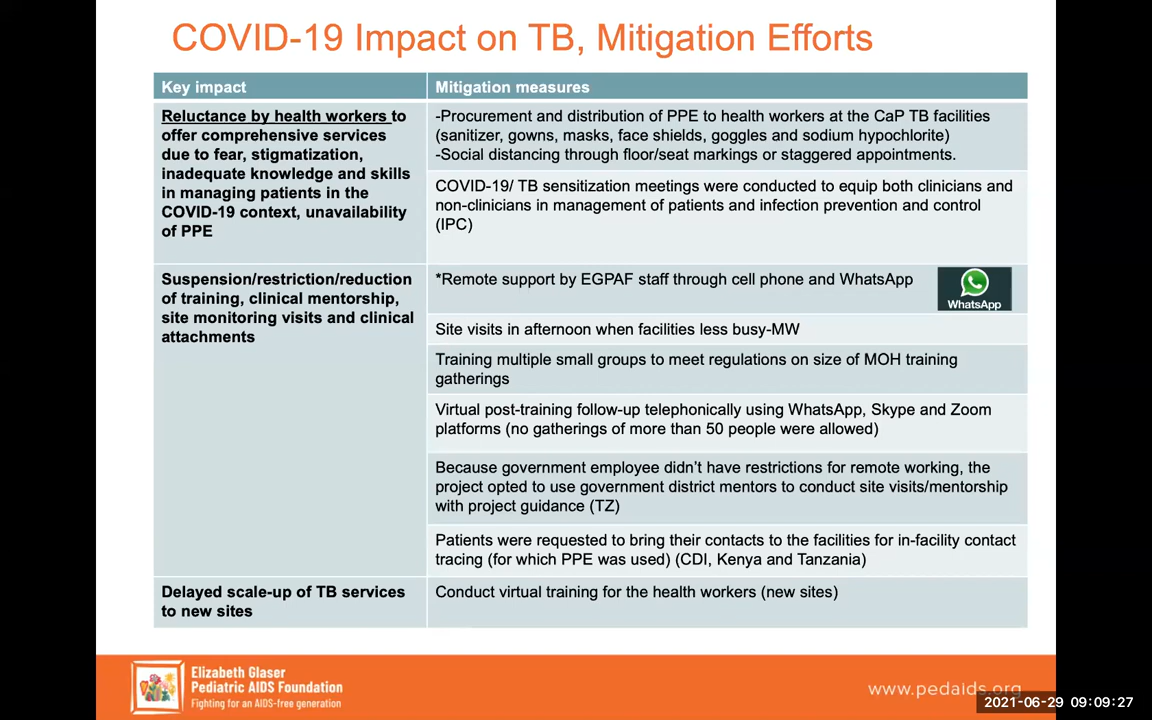 COVID-19 Impact on TB, Mitigation Efforts
Key impact
Mitigation measures
Reluctance by health workers to
offer comprehensive services
due to fear, stigmatization,
inadequate knowledge and skills
in managing patients in the
COVID-19 context, unavailability
of PPE
-Procurement and distribution of PPE to health workers at the CaP TB facilities
(sanitizer, gowns, masks, face shields, goggles and sodium hypochlorite)
-Social distancing through floor/seat markings or staggered appointments.
COVID-19/ TB sensitization meetings were conducted to equip both clinicians and
non-clinicians in management of patients and infection prevention and control
(IPC)
Suspension/restriction/reduction
of training, clinical mentorship,
site monitoring visits and clinical
attachments
*Remote support by EGPAF staff through cell phone and WhatsApp
WhatsApp
Site visits in afternoon when facilities less busy-MW
Training multiple small groups to meet regulations on size of MOH training
gatherings
Virtual post-training follow-up telephonically using WhatsApp, Skype and Zoom
platforms (no gatherings of more than 50 people were allowed)
Because government employee didn't have restrictions for remote working, the
project opted to use government district mentors to conduct site visits/mentorship
with project guidance (TZ)
Patients were requested to bring their contacts to the facilities for in-facility contact
tracing (for which PPE was used) (CDI, Kenya and Tanzania)
Delayed scale-up of TB services
to new sites
Conduct virtual training for the health workers (new sites)
Elizabeth Glaser
Pediatric AIDS Foundation
Fighting for an AIDS-free generation
www.pedaids.org
2021-06-29 09:09:27